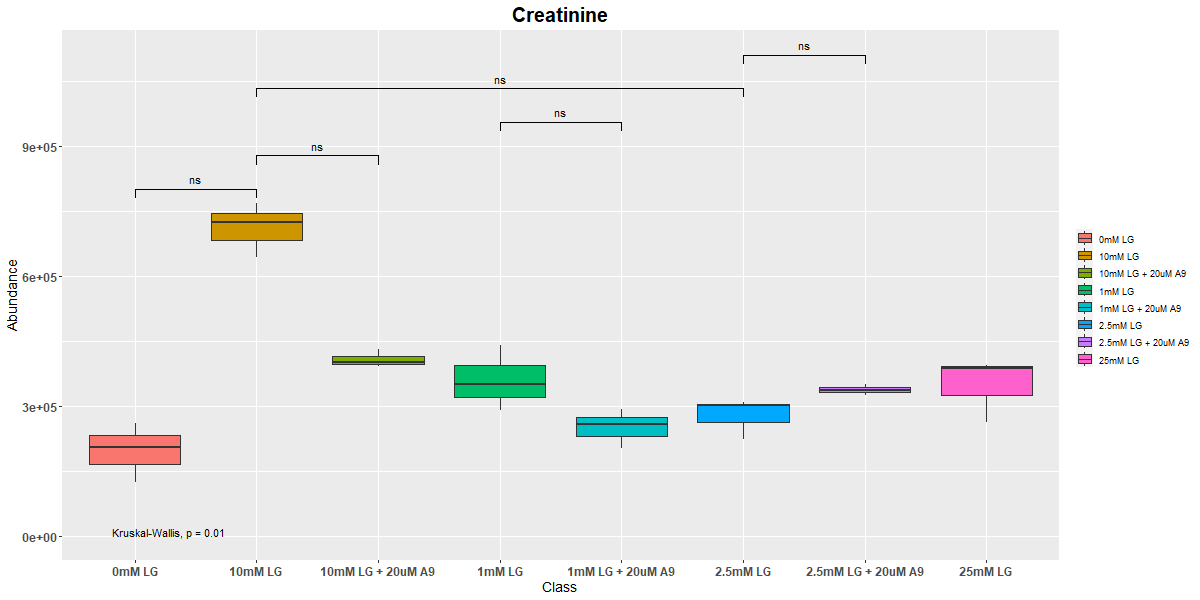 Creatinine
ns
ns
ns
ns
ns
9e+05
6e+05
3e+05
0e+00
Abundance
Kruskal-Wallis, p = 0.01
0mM LG
10mM LG
10mM LG + 20uM A9
1mM LG
1mM LG + 20uM A9
2.5mM LG
2.5mM LG + 20uM A9
25mM LG
Class
0mM LG
10mM LG
10mM LG + 20uM A9
1mM LG
1mM LG + 20uM A9
2.5mM LG
2.5mM LG + 20uM A9
25mM LG